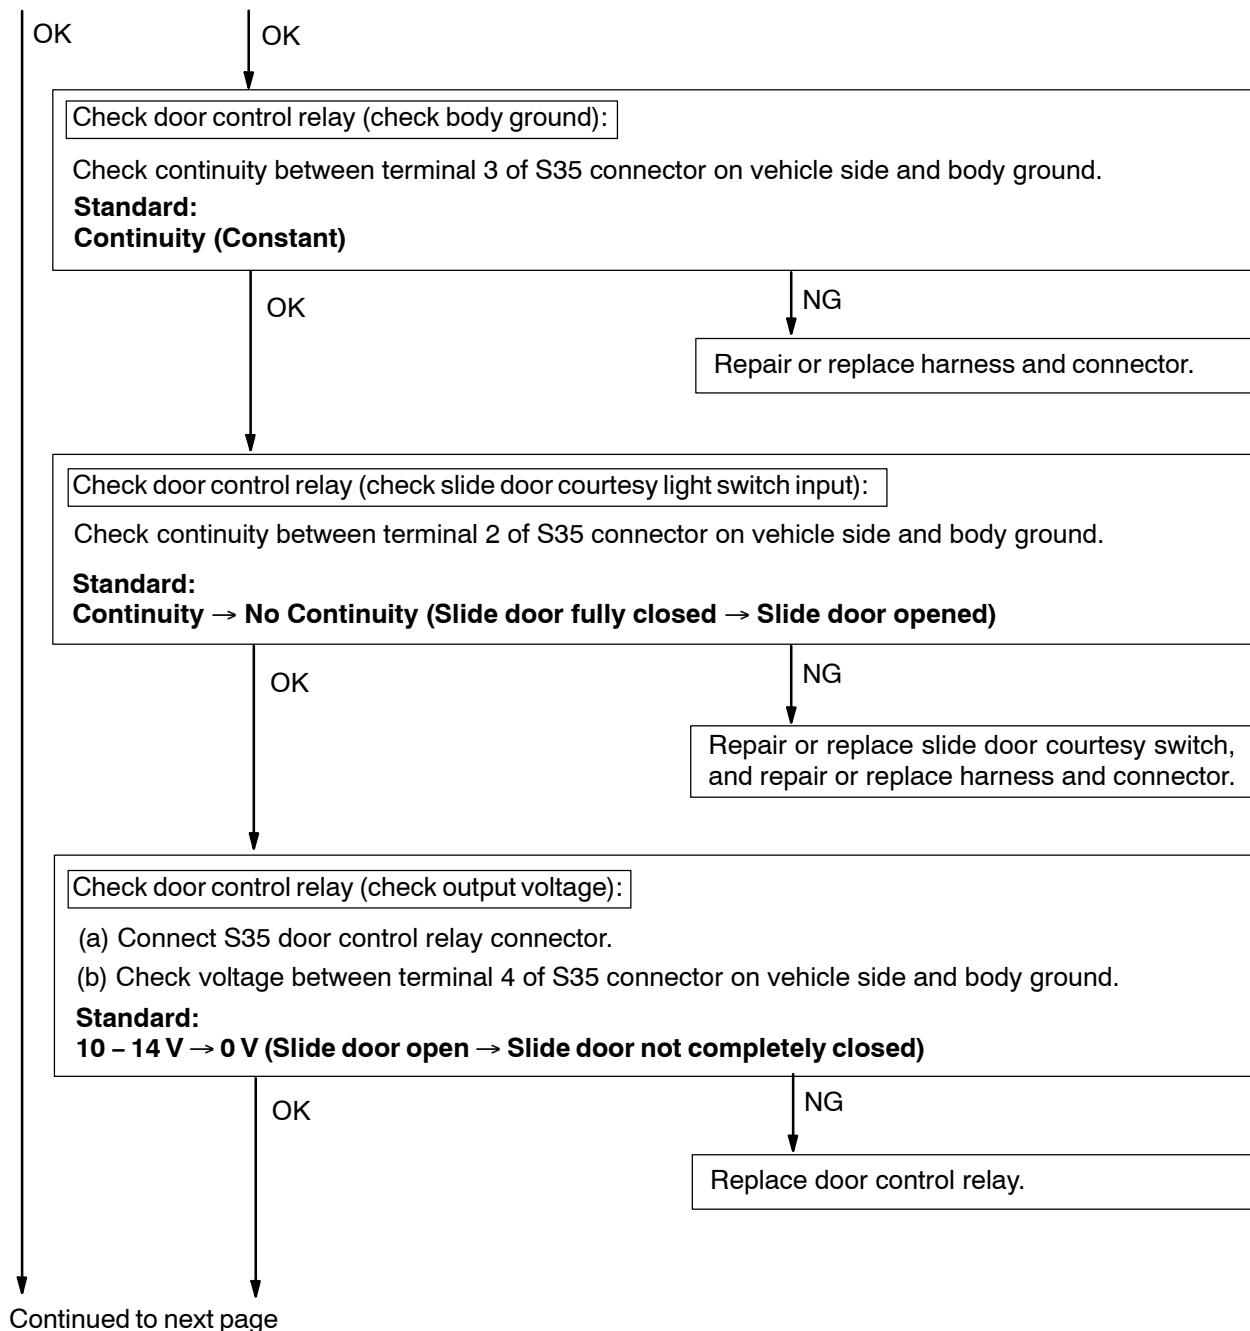 OK
OK
Check door control relay (check body ground):
Check continuity between terminal 3 of S35 connector on vehicle side and body ground.
Standard:
Continuity (Constant)
OK
NG
Repair or replace harness and connector.
Check door control relay (check slide door courtesy light switch input):
Check continuity between terminal 2 of S35 connector on vehicle side and body ground.
Standard:
Continuity → No Continuity (Slide door fully closed → Slide door opened)
OK
NG
Repair or replace slide door courtesy switch,
and repair or replace harness and connector.
Check door control relay (check output voltage):
(a) Connect S35 door control relay connector.
(b) Check voltage between terminal 4 of S35 connector on vehicle side and body ground.
Standard:
10 – 14 V → 0 V (Slide door open → Slide door not completely closed)
OK
NG
Replace door control relay.
Continued to next page